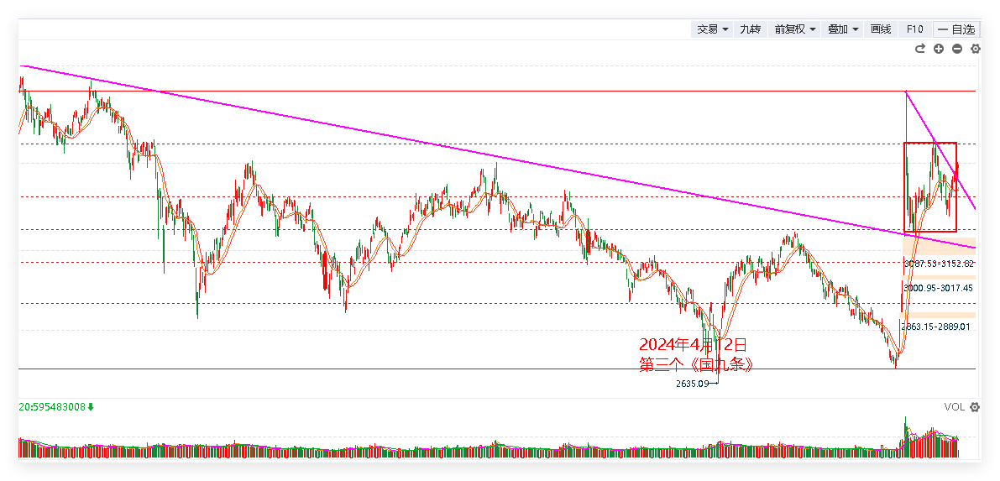 交易 九转 前复权 叠加 画线 F10 一 自选
3087.53-3152.82
3000.95-3017.45
2863.15-2889.01
2024年4月12日
第三个《国九条》
2635.09
20:595483008 VOL